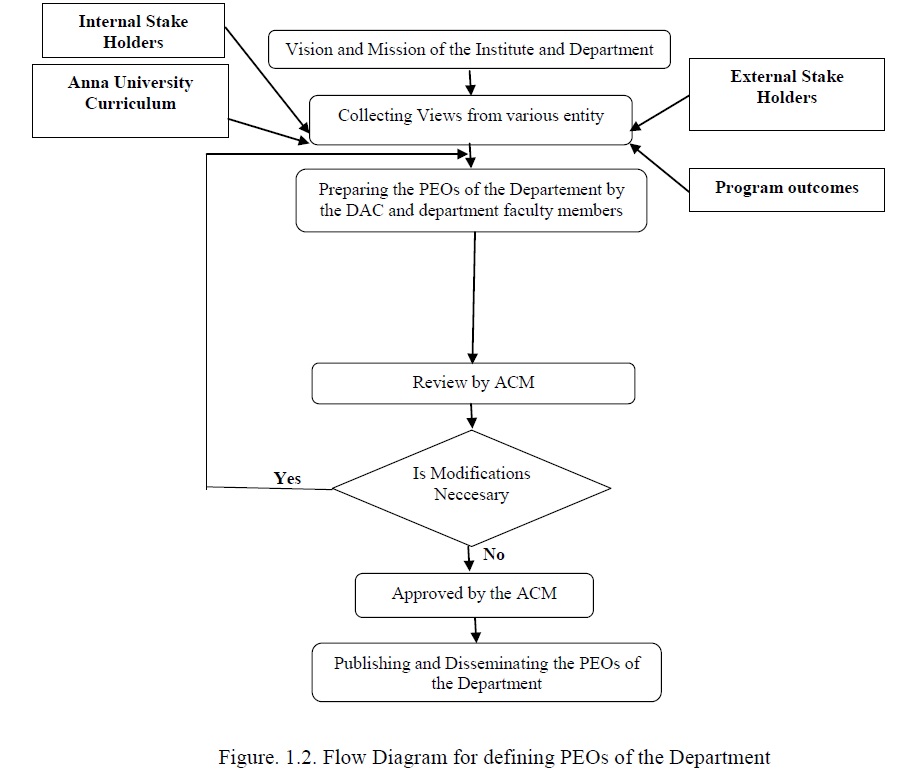 Internal Stake
Holders
Vision and Mission of the Institute and Department
Anna University
Curriculum
External Stake
Holders
Collecting Views from various entity
Program outcomes
Preparing the PEOs of the Departement by
the DAC and department faculty members
Review by ACM
Is Modifications
Neccesary
Yes
No
Approved by the ACM
Publishing and Disseminating the PEOs of
the Department
Figure. 1.2. Flow Diagram for defining PEOs of the Department